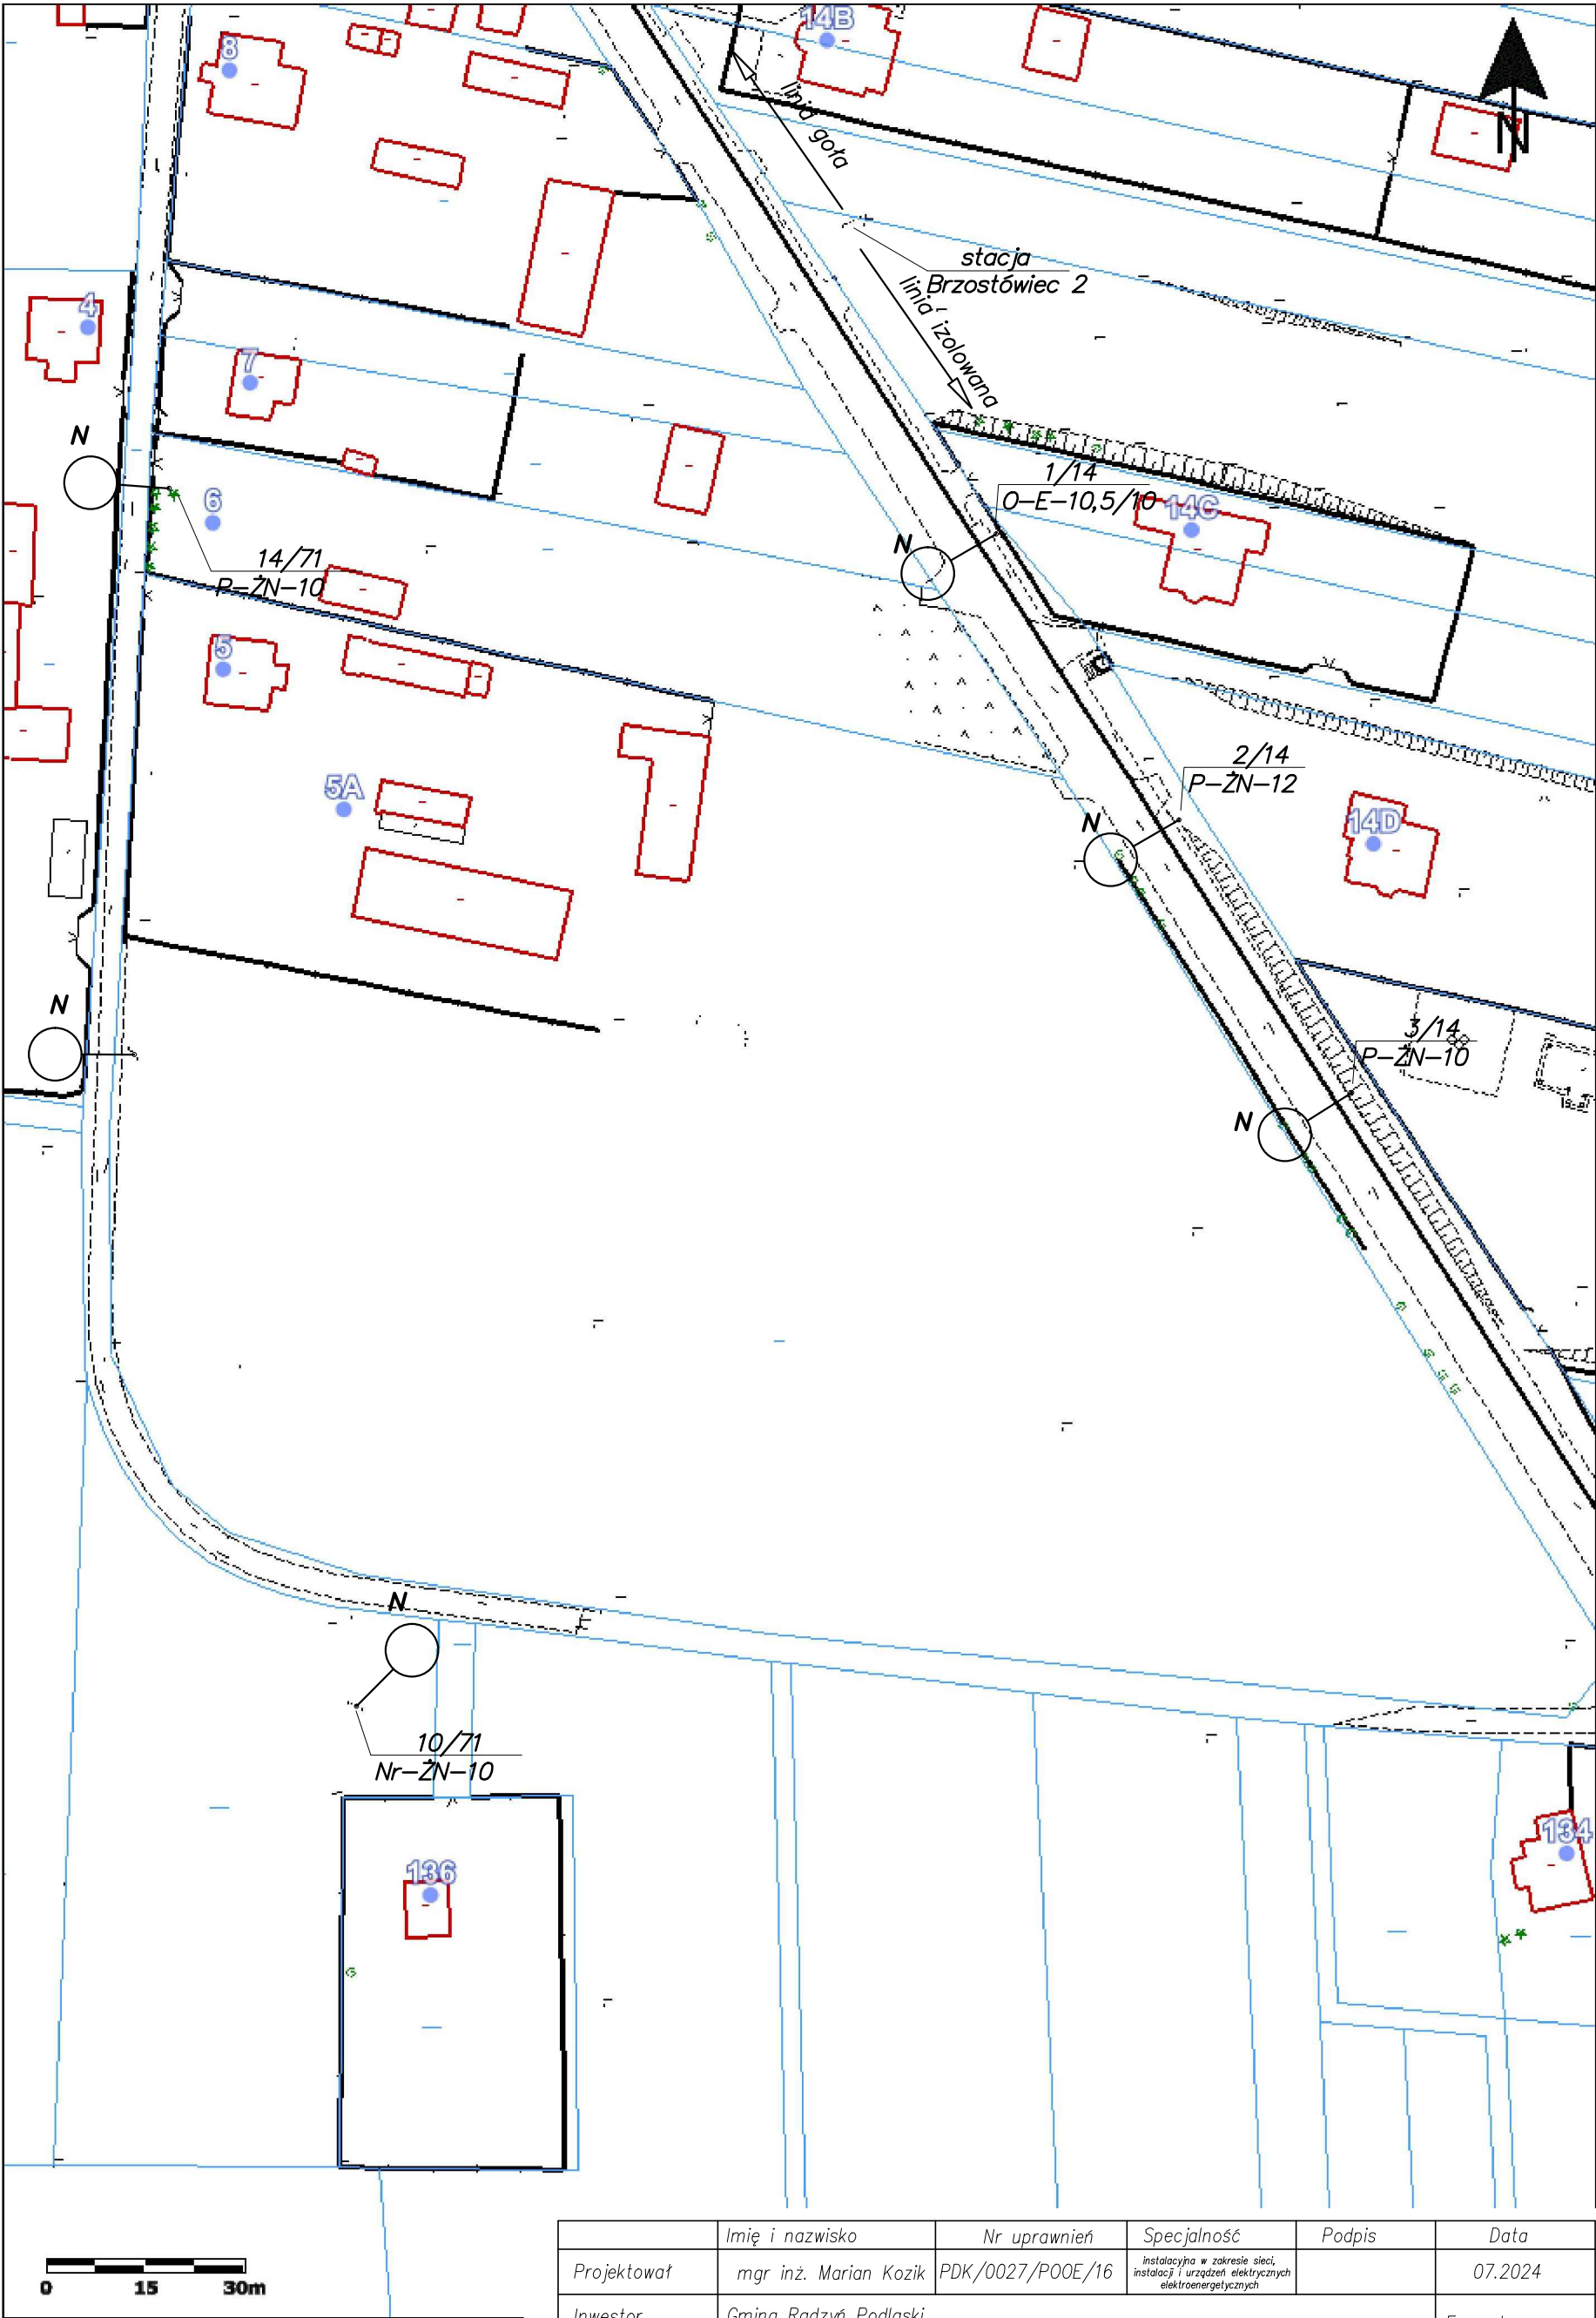 14B
8
N
linia goła
stacja
Brzostówiec 2
linia izolowana
4
7
N
6
1/14
O-E-10,5/10
14C
N
14/71
P-ŻN-10
5
2/14
P-ŻN-12
5A
N
14D
N
3/14
P-ŻN-10
N
N
10/71
Nr-ŻN-10
134
136
0 15 30m
Imię i nazwisko Nr uprawnień Specjalność Podpis Data
Projektował mgr inż. Marian Kozik PDK/0027/POOE/16 instalacyjna w zakresie sieci, 07.2024
instalacji i urządzeń elektrycznych
elektroenergetycznych
Inwestor Gmina Radzyń Podlaski